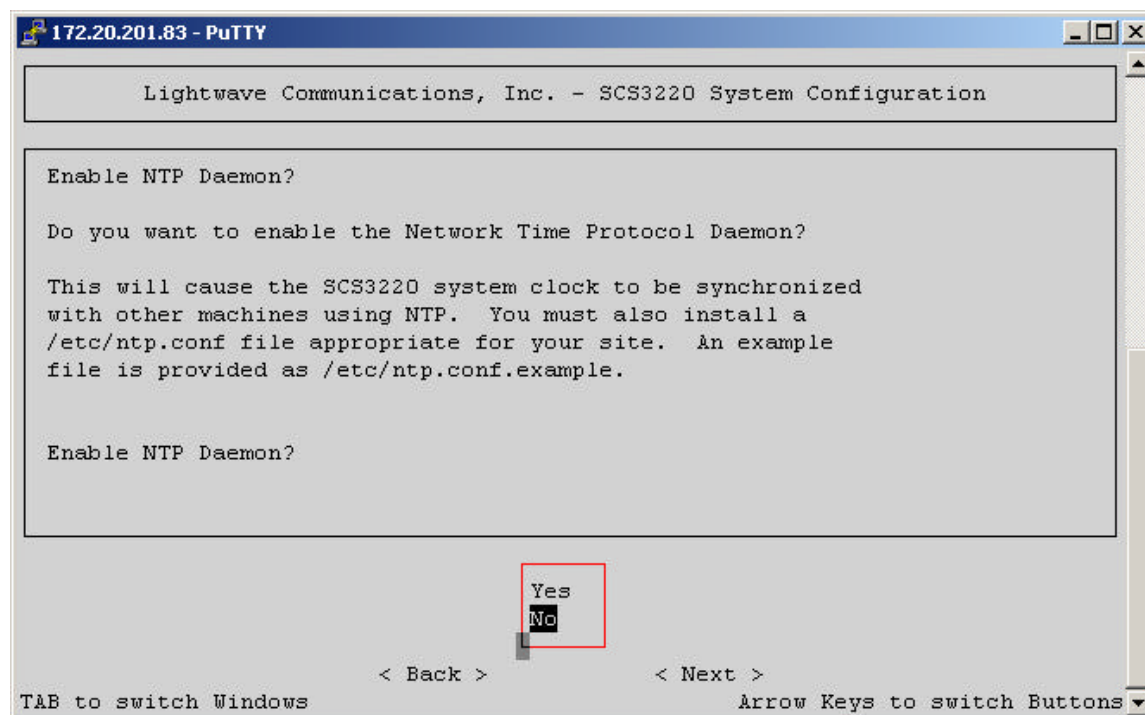 172.20.201.83 - PuTTY
Lightwave Communications, Inc. - SCS3220 System Configuration
Enable NTP Daemon?
Do you want to enable the Network Time Protocol Daemon?
This will cause the SCS3220 system clock to be synchronized
with other machines using NTP.  You must also install a
/etc/ntp.conf file appropriate for your site.  An example
file is provided as /etc/ntp.conf.example.
Enable NTP Daemon?
Yes
No
< Back >    < Next >
TAB to switch Windows    Arrow Keys to switch Buttons